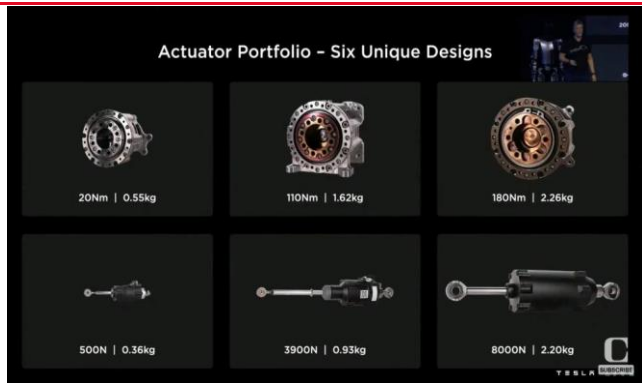 Actuator Portfolio – Six Unique Designs
20Nm | 0.55kg
110Nm | 1.62kg
180Nm | 2.26kg
500N | 0.36kg
3900N | 0.93kg
8000N | 2.20kg
C
TESLA
SUBSCRIBE